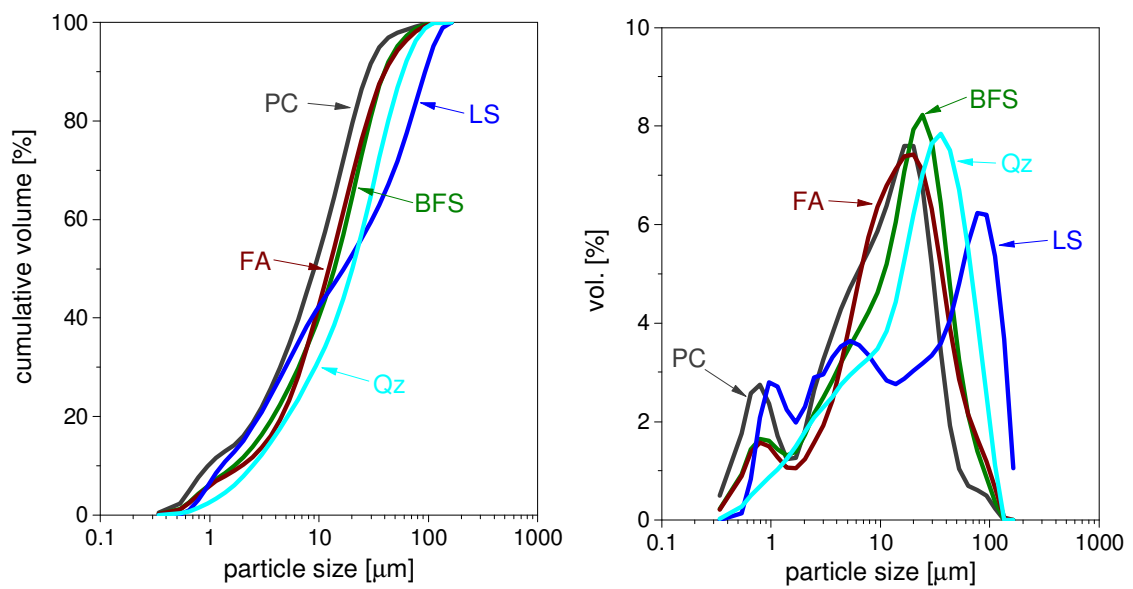 cumulative volume [%]
100
80
60
40
20
0
PC
LS
BFS
FA
Qz
0.1 1 10 100 1000
particle size [μm]
vol. [%]
10
8
6
4
2
0
BFS
Qz
FA
LS
PC
0.1 1 10 100 1000
particle size [μm]